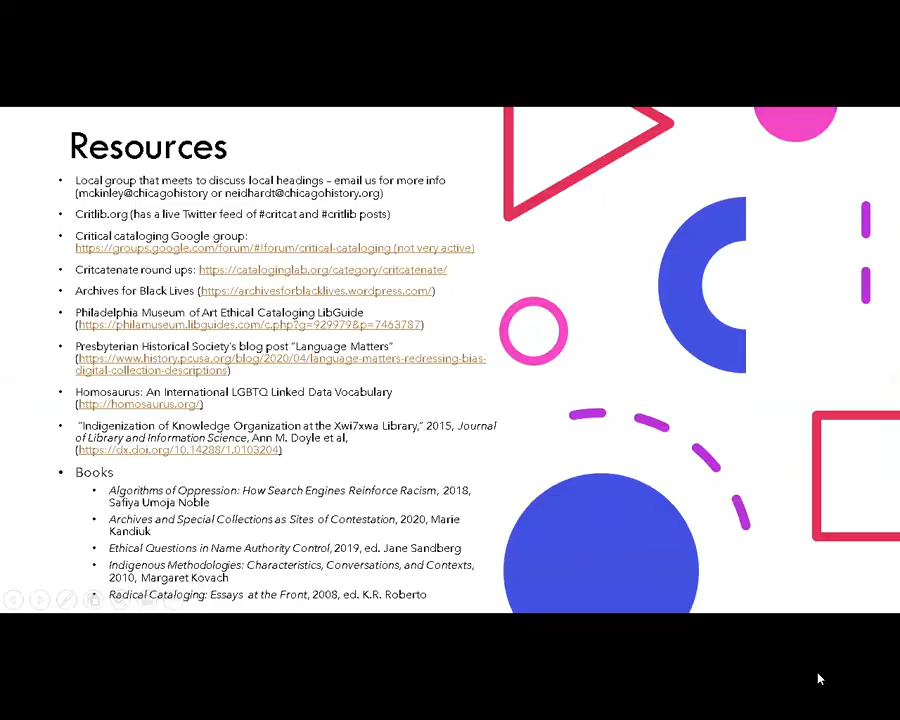 Resources
• Local group that meets to discuss local headings – email us for more info
(mckinley@chicagohistory or neidhardt@chicagohistory.org)
• Critlib.org (has a live Twitter feed of #critcat and #critlib posts)
• Critical cataloging Google group:
https://groups.google.com/forum/#!forum/critical-cataloging (not very active)
• Critcatenate round ups: https://cataloginglab.org/category/critcatenate/
• Archives for Black Lives (https://archivesforblacklives.wordpress.com/)
• Philadelphia Museum of Art Ethical Cataloging LibGuide
(https://philamuseum.libguides.com/c.php?g=929979&p=7463787)
• Presbyterian Historical Society's blog post "Language Matters"
(https://www.history.pcusa.org/blog/2020/04/language-matters-redressing-bias-
digital-collection-descriptions)
• Homosaurus: An International LGBTQ Linked Data Vocabulary
(http://homosaurus.org/)
• "Indigenization of Knowledge Organization at the Xwi7xwa Library," 2015, Journal
of Library and Information Science, Ann M. Doyle et al,
(https://dx.doi.org/10.14288/1.0103204)
• Books
• Algorithms of Oppression: How Search Engines Reinforce Racism, 2018,
Safiya Umoja Noble
• Archives and Special Collections as Sites of Contestation, 2020, Marie
Kandiuk
• Ethical Questions in Name Authority Control, 2019, ed. Jane Sandberg
• Indigenous Methodologies: Characteristics, Conversations, and Contexts,
2010, Margaret Kovach
• Radical Cataloging: Essays at the Front, 2008, ed. K.R. Roberto